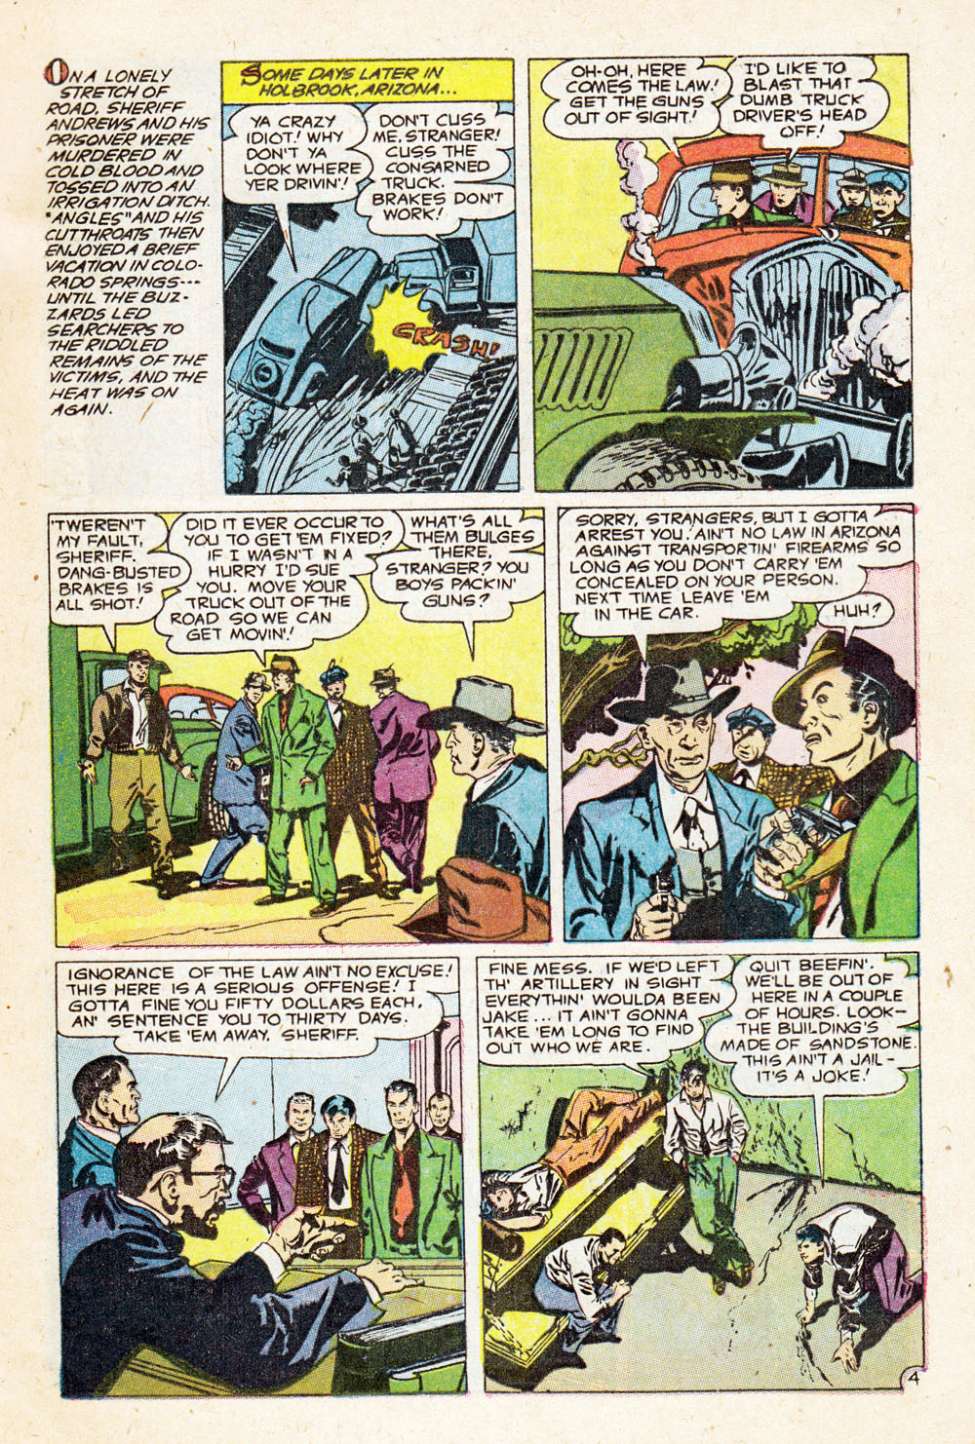 ON A LONELY
STRETCH OF
ROAD, SHERIFF
ANDREWS AND HIS
PRISONER WERE
MURDERED IN
COLD BLOOD AND
TOSSED INTO AN
IRRIGATION DITCH.
"ANGLES" AND HIS
CUTTHROATS THEN
ENJOYED A BRIEF
VACATION IN COLO-
RADO SPRINGS---
UNTIL THE BUZ-
ZARDS LED
SEARCHERS TO
THE RIDDLED
REMAINS OF THE
VICTIMS, AND THE
HEAT WAS ON
AGAIN.
SOME DAYS LATER IN
HOLBROOK, ARIZONA...
YA CRAZY
IDIOT! WHY
DON'T YA
LOOK WHERE
YER DRIVIN'!
DON'T CUSS
ME, STRANGER!
CUSS THE
CONSARNED
TRUCK.
BRAKES DON'T
WORK!
CRASH!
OH-OH, HERE
COMES THE LAW!
GET THE GUNS
OUT OF SIGHT!
I'D LIKE TO
BLAST THAT
DUMB TRUCK
DRIVER'S HEAD
OFF!
'TWEREN'T
MY FAULT,
SHERIFF.
DANG-BUSTED
BRAKES IS
ALL SHOT!
DID IT EVER OCCUR TO
YOU TO GET 'EM FIXED?
IF I WASN'T IN A
HURRY I'D SUE
YOU. MOVE YOUR
TRUCK OUT OF THE
ROAD SO WE CAN
GET MOVIN'!
WHAT'S ALL
THEM BULGES
THERE,
STRANGER? YOU
BOYS PACKIN'
GUNS?
SORRY, STRANGERS, BUT I GOTTA
ARREST YOU. AIN'T NO LAW IN ARIZONA
AGAINST TRANSPORTIN' FIREARMS SO
LONG AS YOU DON'T CARRY 'EM
CONCEALED ON YOUR PERSON.
NEXT TIME LEAVE 'EM
IN THE CAR.
HUH?
IGNORANCE OF THE LAW AIN'T NO EXCUSE!
THIS HERE IS A SERIOUS OFFENSE! I
GOTTA FINE YOU FIFTY DOLLARS EACH,
AN' SENTENCE YOU TO THIRTY DAYS.
TAKE 'EM AWAY, SHERIFF.
FINE MESS. IF WE'D LEFT
TH' ARTILLERY IN SIGHT
EVERYTHIN' WOULDA BEEN
JAKE... IT AIN'T GONNA
TAKE 'EM LONG TO FIND
OUT WHO WE ARE.
QUIT BEEFIN'.
WE'LL BE OUT OF
HERE IN A COUPLE
OF HOURS. LOOK—
THE BUILDING'S
MADE OF SANDSTONE.
THIS AIN'T A JAIL -
IT'S A JOKE!
4